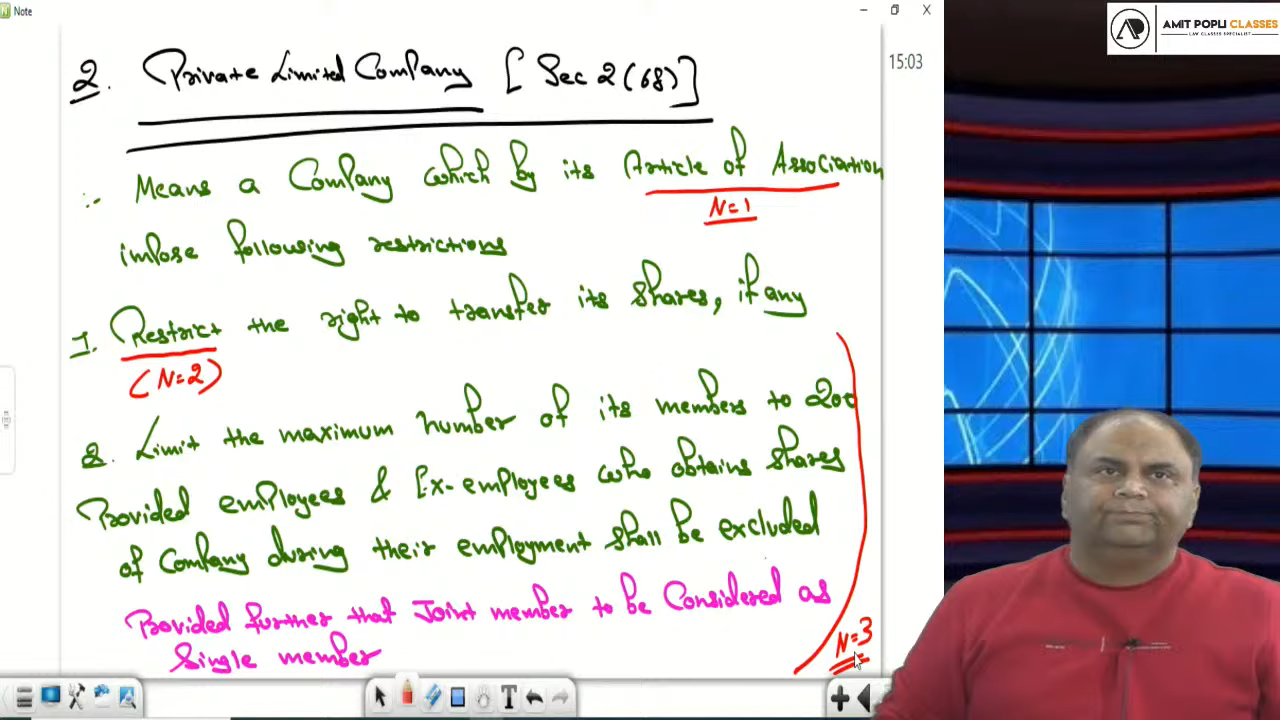 Note
AMIT POPLI CLASSES
LAW CLASSES SPECIALIST
15:03
2. Private Limited Company [Sec 2(68)]
:- Means a Company which by its Article of Association
N=1
impose following restrictions
1. Restrict the right to transfer its shares, if any
(N=2)
2. Limit the maximum number of its members to 200
Provided employees & Ex-employees who obtains shares
of Company during their employment shall be excluded
Provided further that Joint member to be Considered as
Single member
N=3